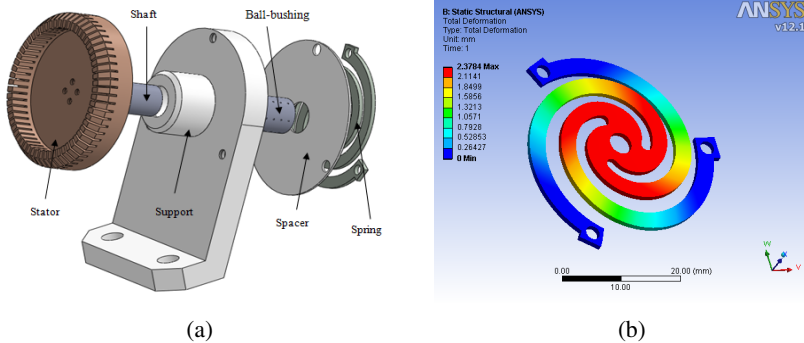 Shaft
Ball-bushing
Stator
Support
Spacer
Spring
(a)
B: Static Structural (ANSYS)
Total Deformation
Type: Total Deformation
Unit: mm
Time: 1
2.3784 Max
2.1141
1.8499
1.5856
1.3213
1.0571
0.7928
0.52853
0.26427
0 Min
ANSYS
v12.1
0.00
20.00 (mm)
10.00
W
Y
(b)